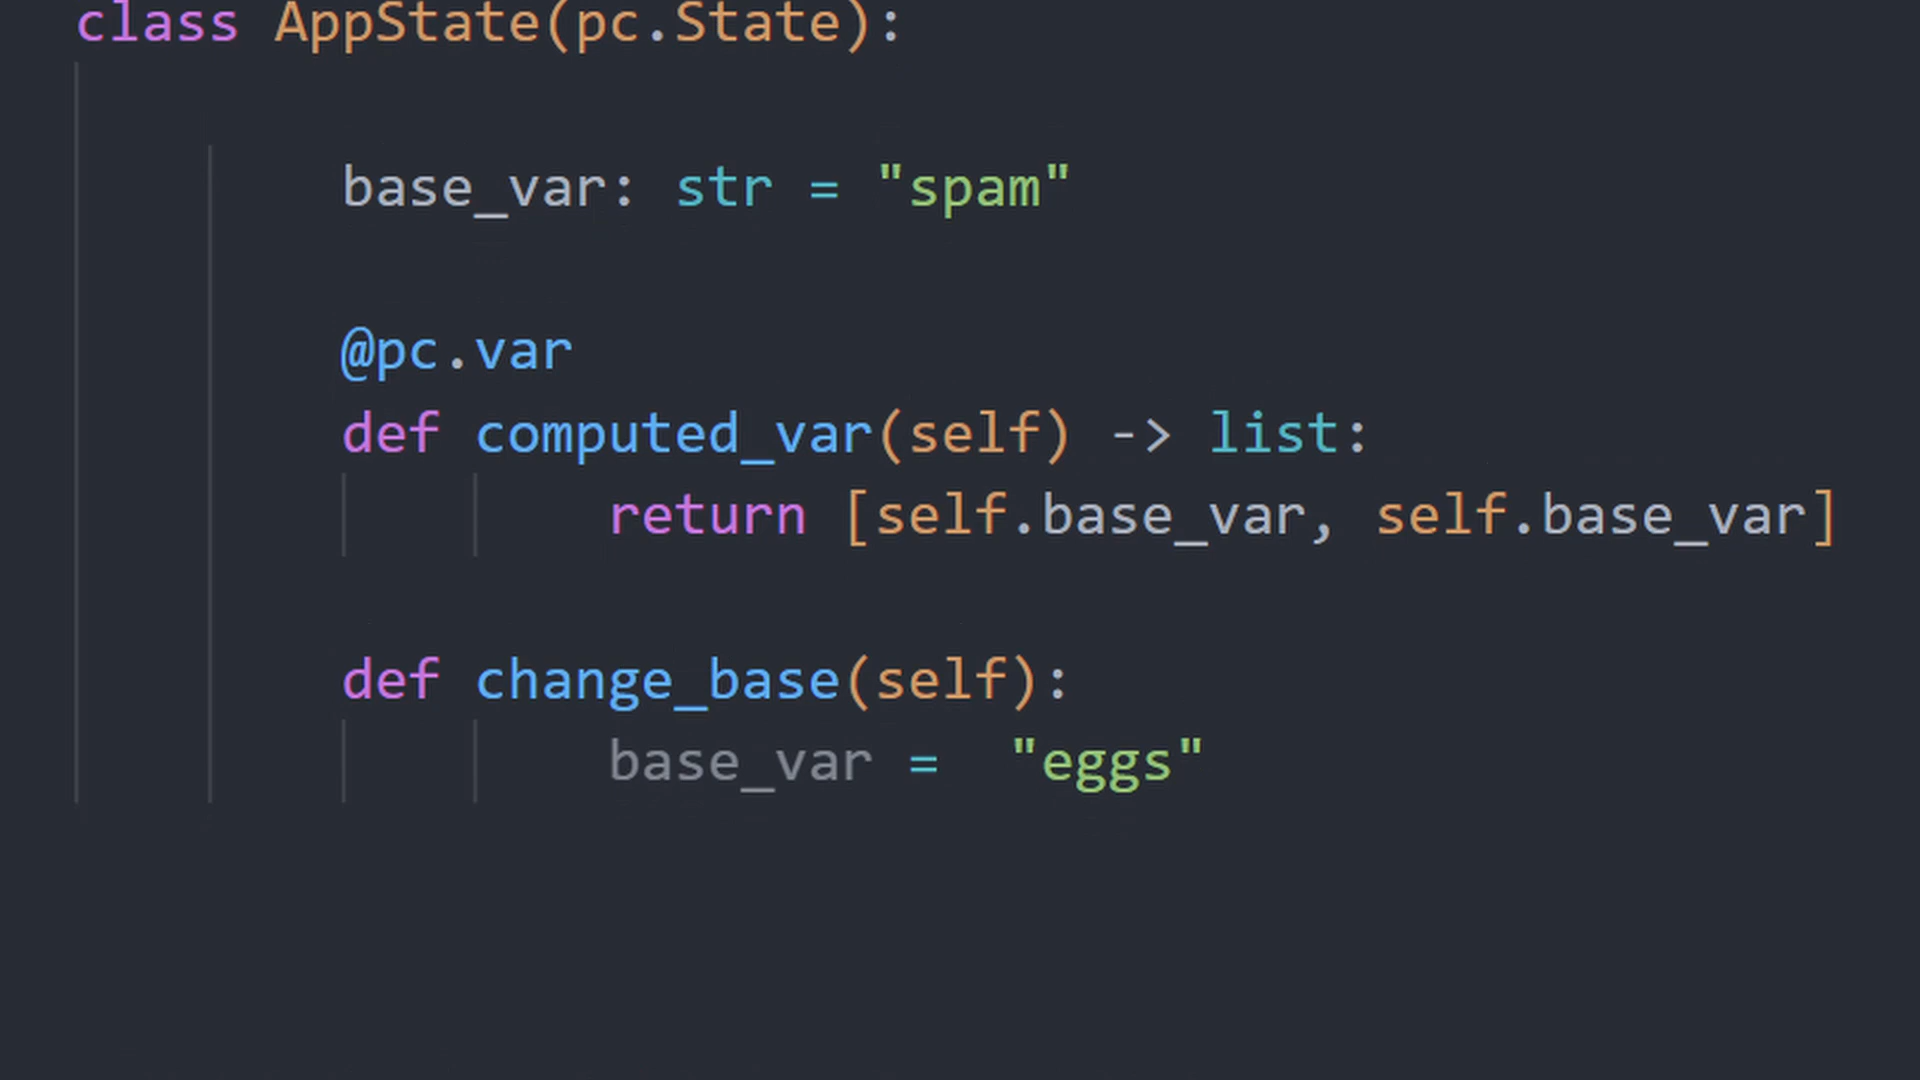 class AppState(pc.State):
base_var: str = "spam"
@pc.var
def computed_var(self) -> list:
return [self.base_var, self.base_var]
def change_base(self):
base_var =  "eggs"